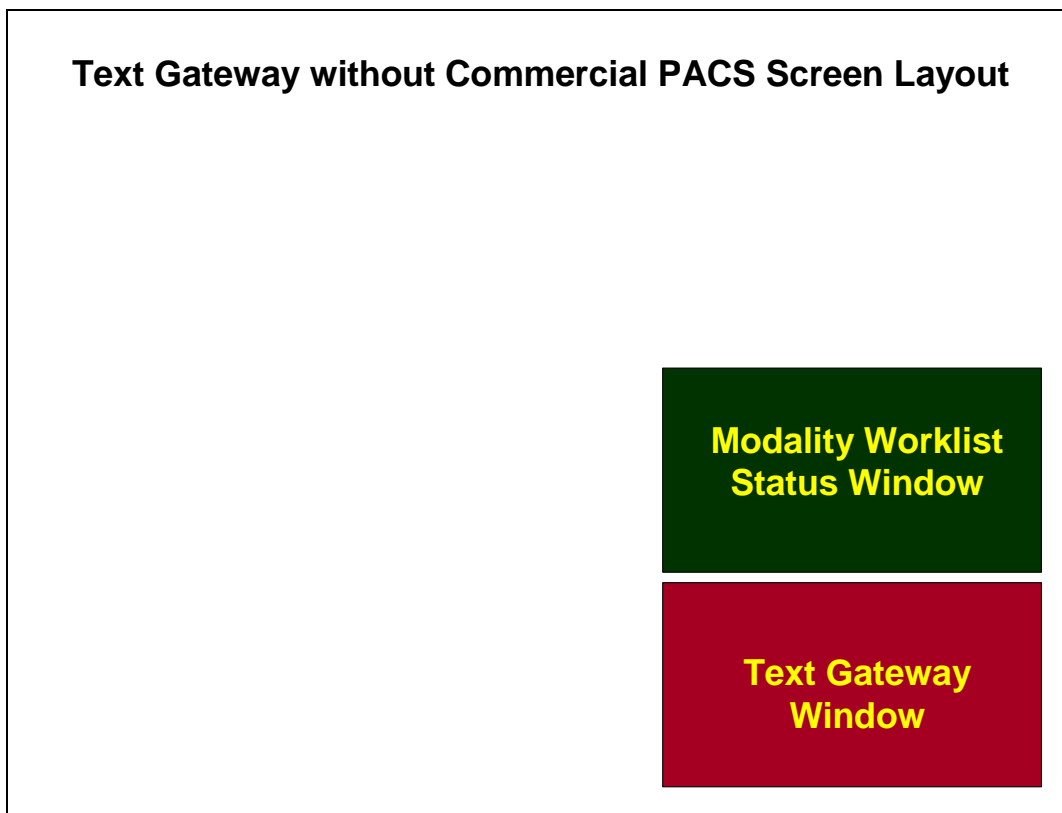 Text Gateway without Commercial PACS Screen Layout
Modality Worklist
Status Window
Text Gateway
Window